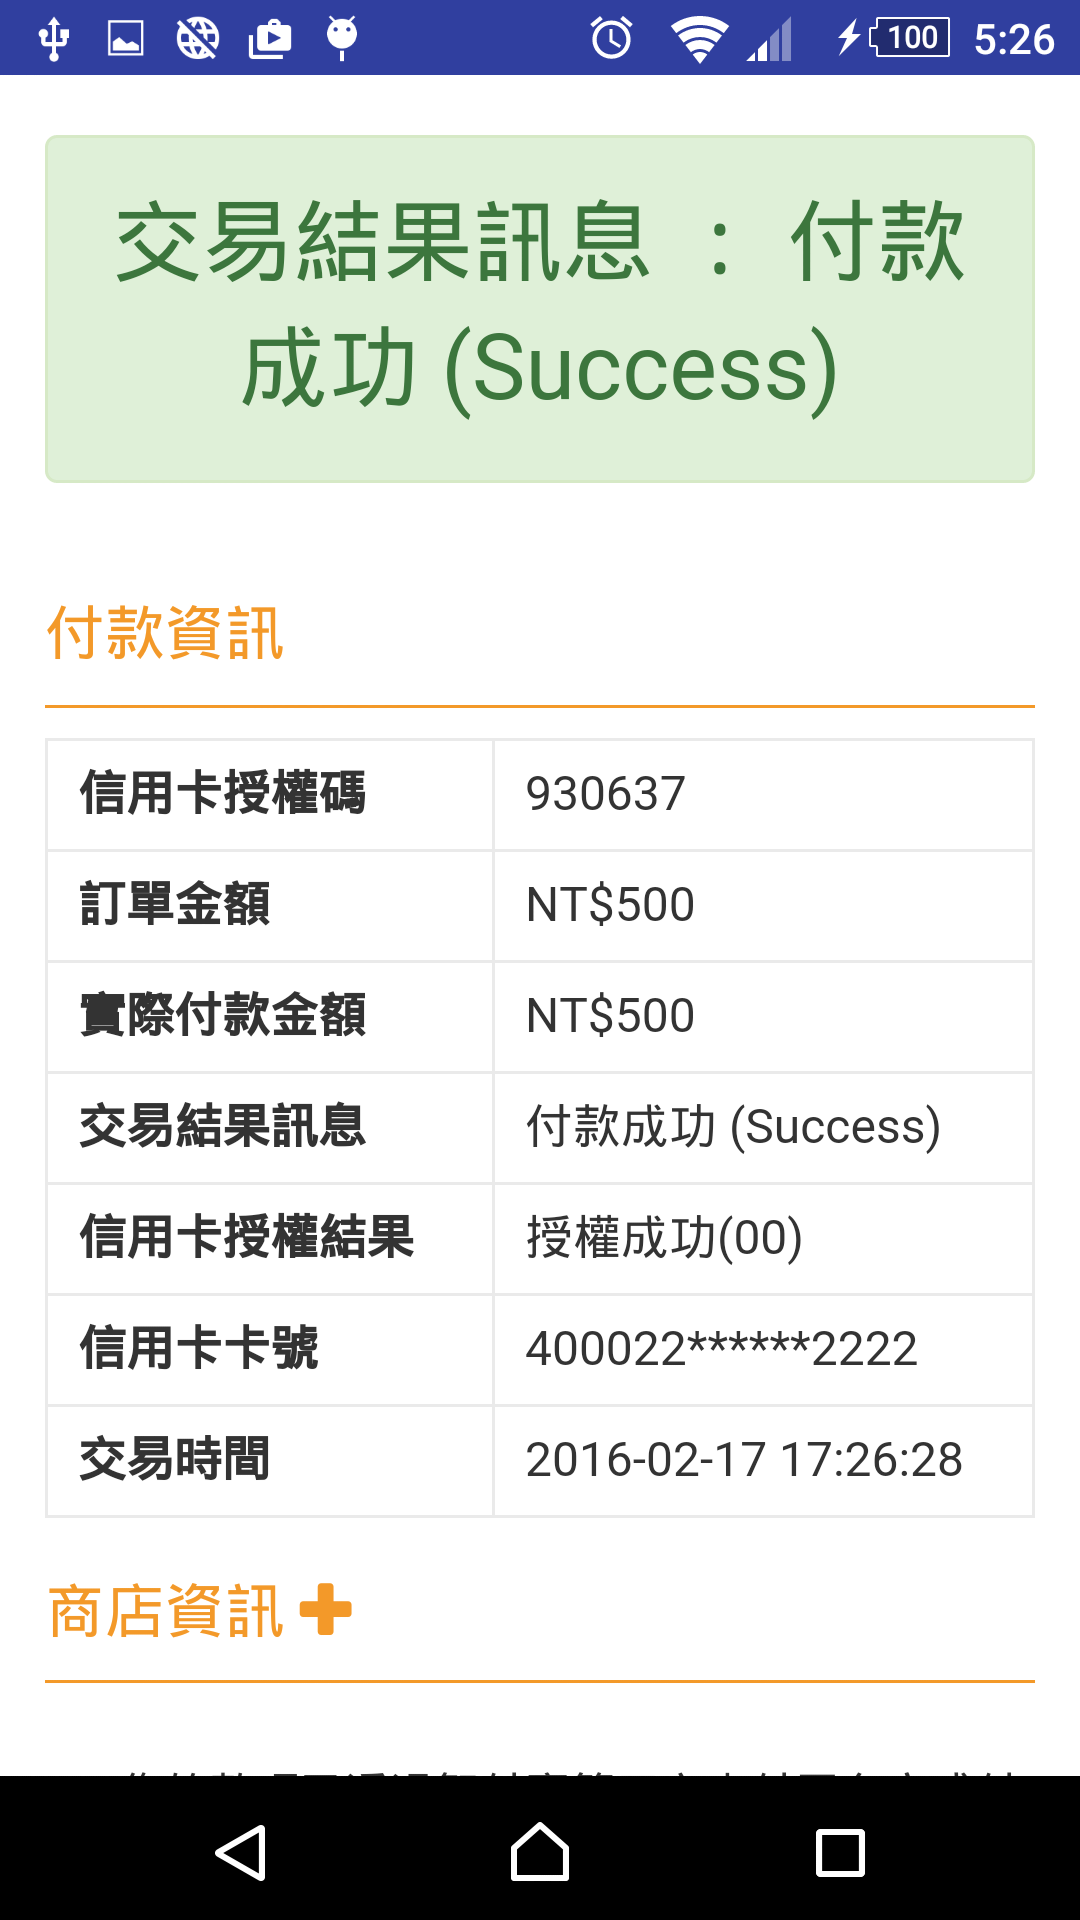 100 5:26
交易結果訊息 : 付款
成功 (Success)
付款資訊
信用卡授權碼 930637
訂單金額 NT$500
實際付款金額 NT$500
交易結果訊息 付款成功 (Success)
信用卡授權結果 授權成功(00)
信用卡卡號 400022******2222
交易時間 2016-02-17 17:26:28
商店資訊